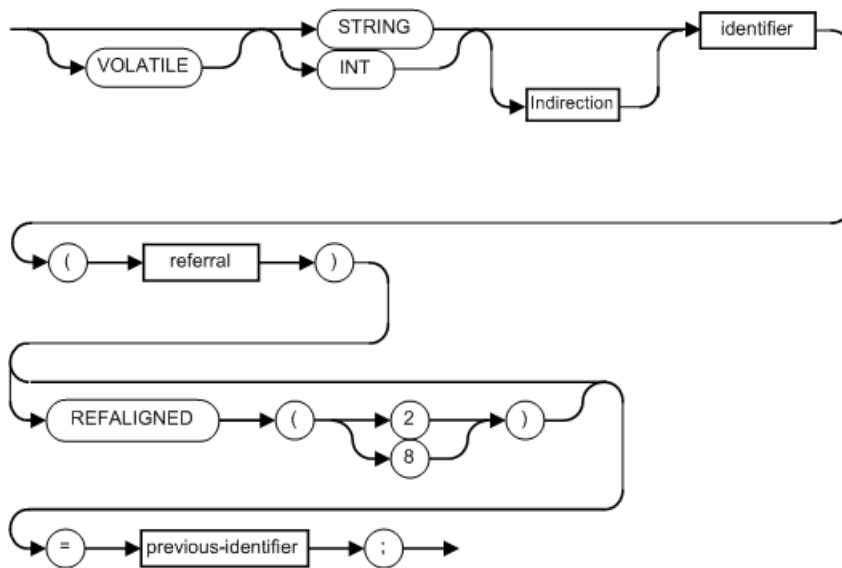 STRING
identifier
VOLATILE
INT
Indirection
( referral )
REFALIGNED ( 2 )
8
= previous-identifier ;